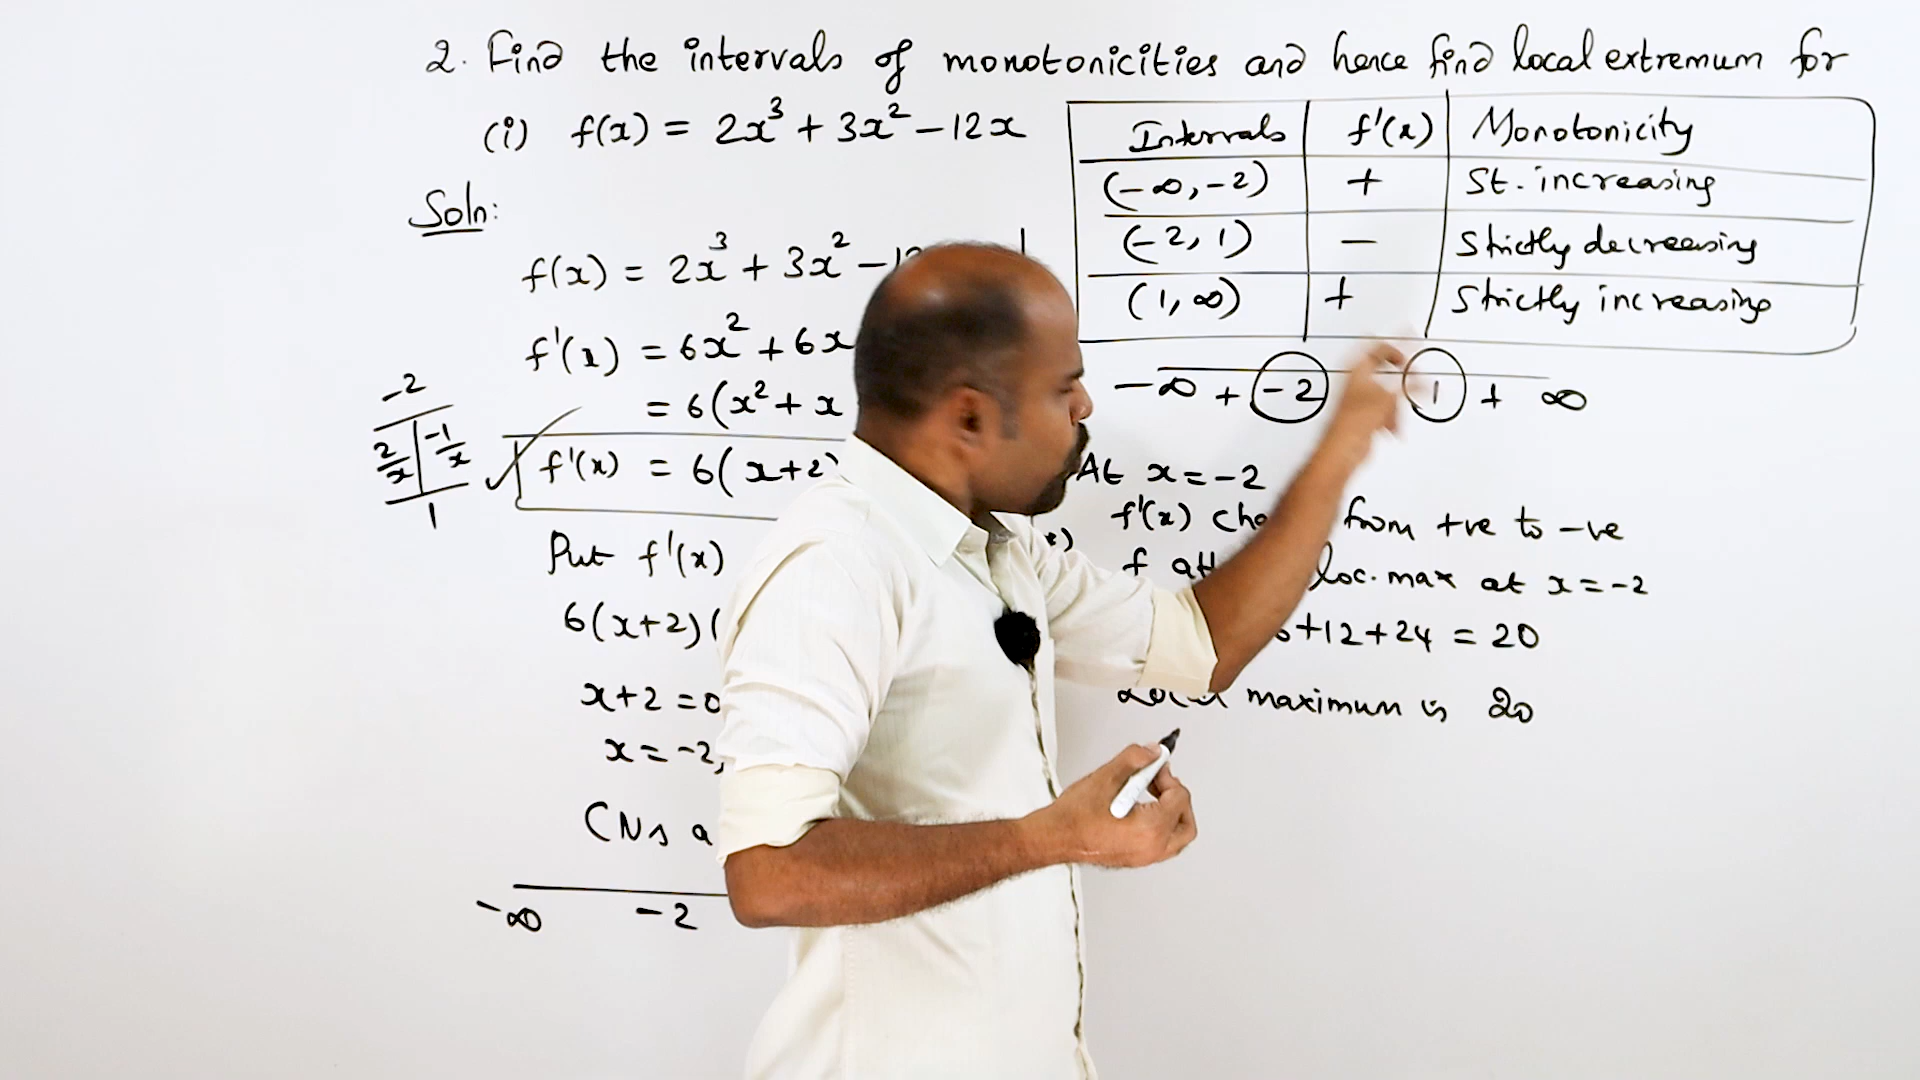 2. Find the intervals of monotonicities and hence find local extremum for
(i) f(x) = 2x³ + 3x² - 12x
Soln:
f(x) = 2x³ + 3x² - 12
f'(x) = 6x² + 6x
= 6(x² + x
f'(x) = 6(x+2)
-2
2/x | -1/x
1
Put f'(x)
6(x+2)(
x+2 = 0
x = -2,
CNs a
-∞ -2
Intervals | f'(x) | Monotonicity
(-∞, -2) | + | St. increasing
(-2, 1) | - | Strictly decreasing
(1, ∞) | + | Strictly increasing
-∞ + -2 1 + ∞
At x = -2
f'(x) from +ve to -ve
f loc. max at x = -2
+12+24 = 20
Local maximum is 20